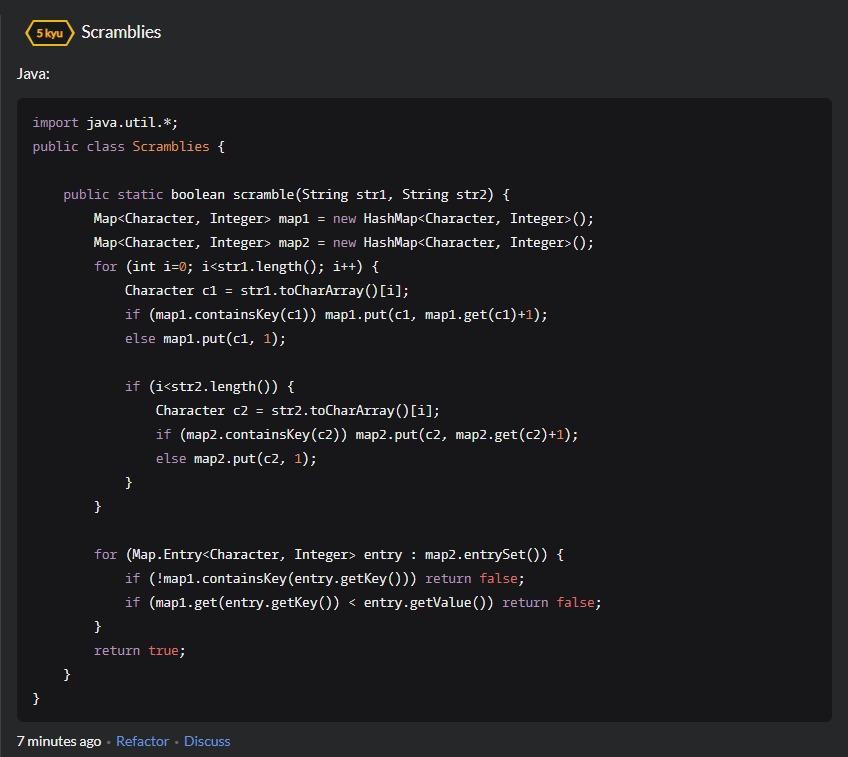 5 kyu Scramblies
Java:
import java.util.*;
public class Scramblies {
    public static boolean scramble(String str1, String str2) {
        Map<Character, Integer> map1 = new HashMap<Character, Integer>();
        Map<Character, Integer> map2 = new HashMap<Character, Integer>();
        for (int i=0; i<str1.length(); i++) {
            Character c1 = str1.toCharArray()[i];
            if (map1.containsKey(c1)) map1.put(c1, map1.get(c1)+1);
            else map1.put(c1, 1);
            if (i<str2.length()) {
                Character c2 = str2.toCharArray()[i];
                if (map2.containsKey(c2)) map2.put(c2, map2.get(c2)+1);
                else map2.put(c2, 1);
            }
        }
        for (Map.Entry<Character, Integer> entry : map2.entrySet()) {
            if (!map1.containsKey(entry.getKey())) return false;
            if (map1.get(entry.getKey()) < entry.getValue()) return false;
        }
        return true;
    }
}
7 minutes ago • Refactor • Discuss